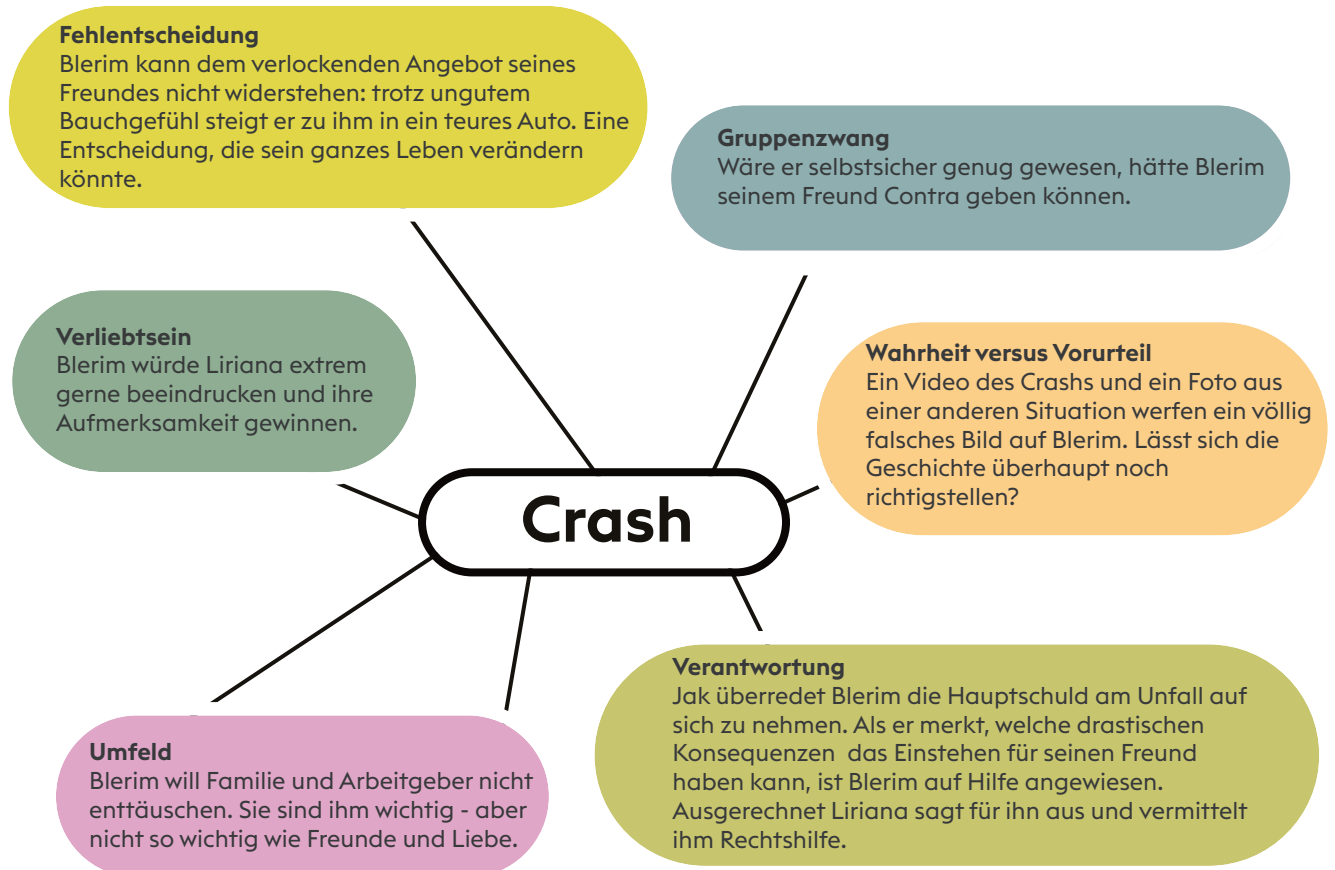 Fehlentscheidung
Blerim kann dem verlockenden Angebot seines
Freundes nicht widerstehen: trotz ungutem
Bauchgefühl steigt er zu ihm in ein teures Auto. Eine
Entscheidung, die sein ganzes Leben verändern
könnte.
Gruppenzwang
Wäre er selbstsicher genug gewesen, hätte Blerim
seinem Freund Contra geben können.
Verliebtsein
Blerim würde Liriana extrem
gerne beeindrucken und ihre
Aufmerksamkeit gewinnen.
Wahrheit versus Vorurteil
Ein Video des Crashs und ein Foto aus
einer anderen Situation werfen ein völlig
falsches Bild auf Blerim. Lässt sich die
Geschichte überhaupt noch
richtigstellen?
Crash
Umfeld
Blerim will Familie und Arbeitgeber nicht
enttäuschen. Sie sind ihm wichtig - aber
nicht so wichtig wie Freunde und Liebe.
Verantwortung
Jak überredet Blerim die Hauptschuld am Unfall auf
sich zu nehmen. Als er merkt, welche drastischen
Konsequenzen  das Einstehen für seinen Freund
haben kann, ist Blerim auf Hilfe angewiesen.
Ausgerechnet Liriana sagt für ihn aus und vermittelt
ihm Rechtshilfe.